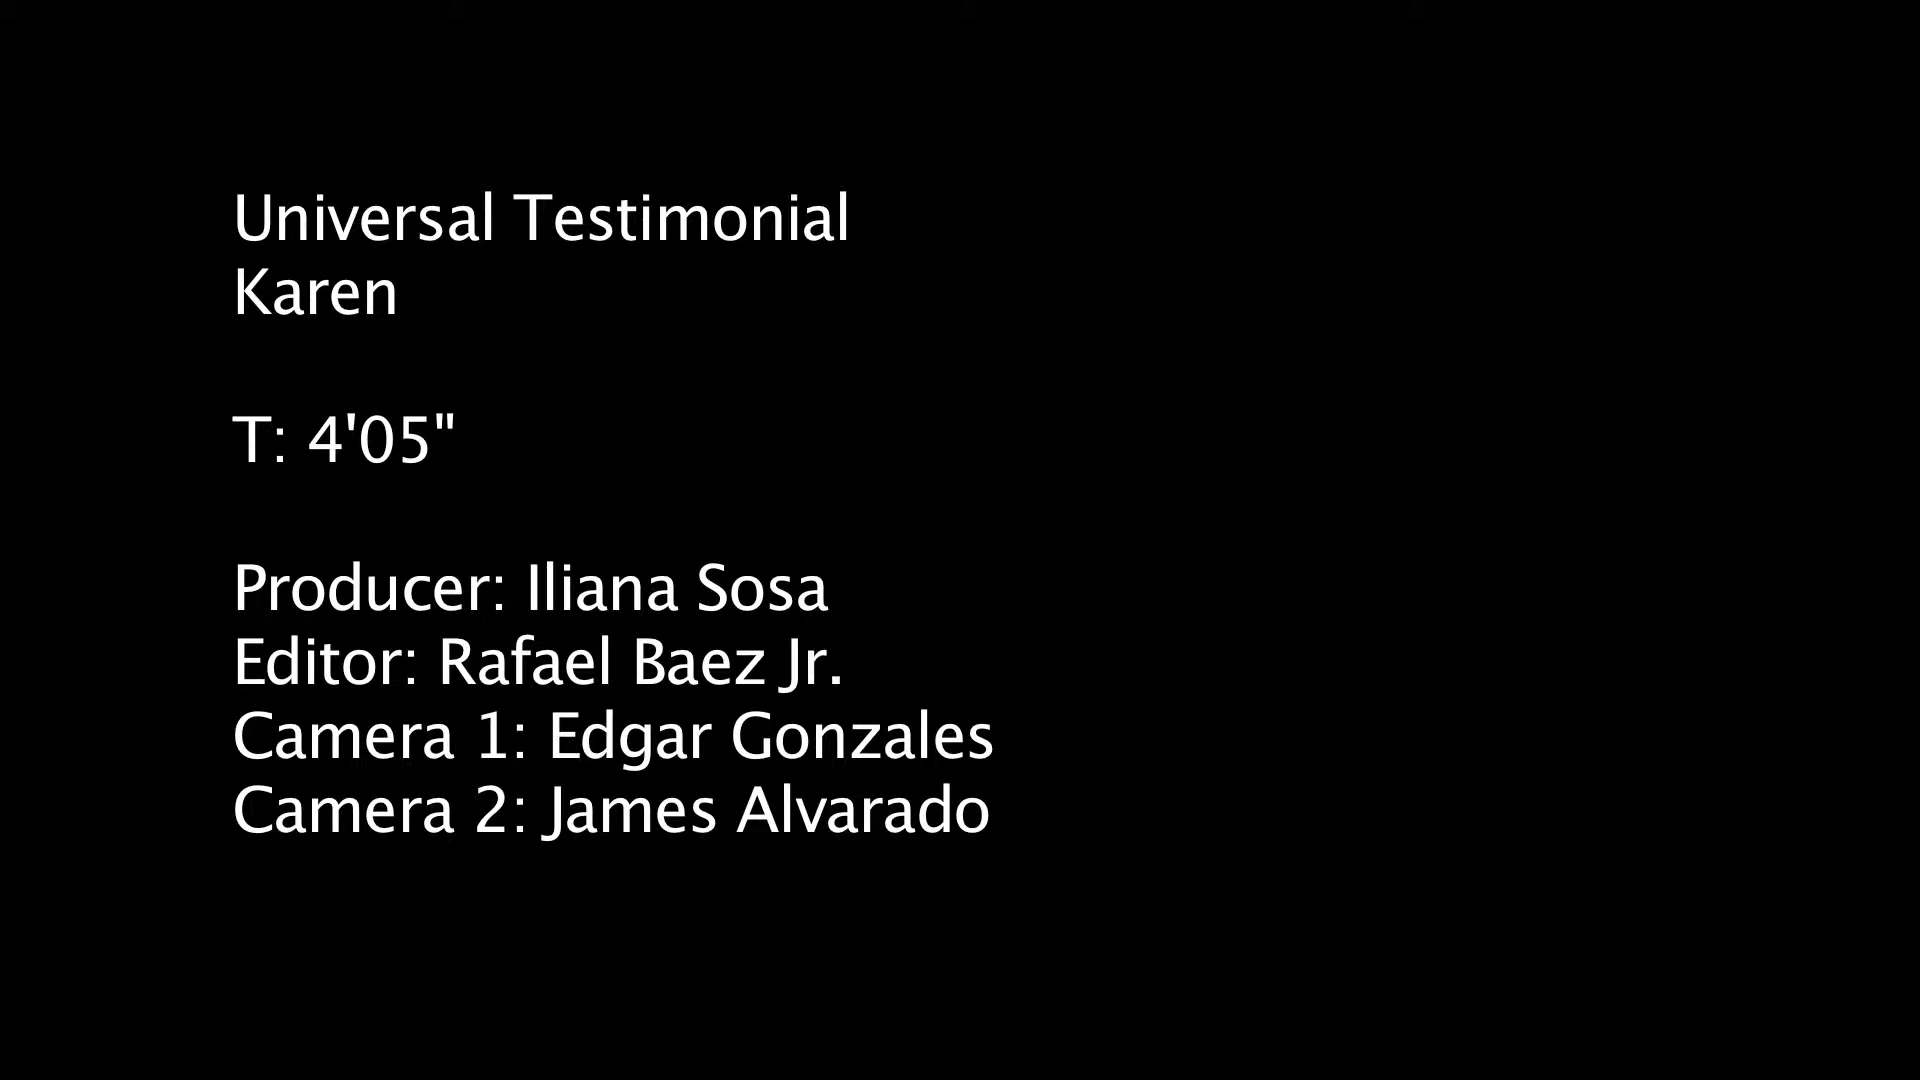 Universal Testimonial
Karen
T: 4'05"
Producer: Iliana Sosa
Editor: Rafael Baez Jr.
Camera 1: Edgar Gonzales
Camera 2: James Alvarado